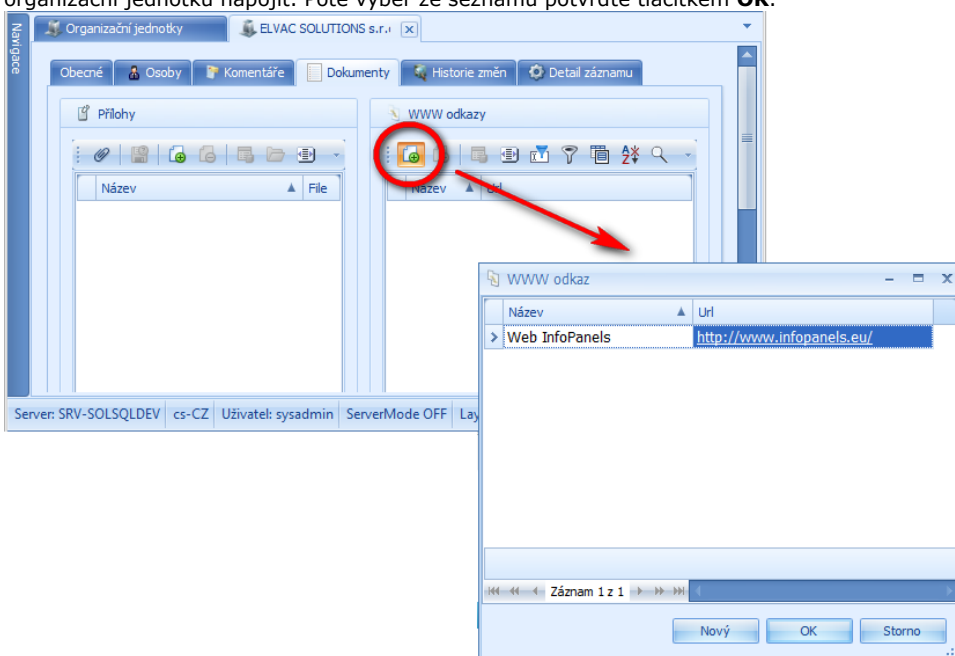 organizační jednotku napojit. Poté výběr ze seznamu potvrďte tlačítkem OK.
Navigace
Organizační jednotky
ELVAC SOLUTIONS s.r.
Obecné
Osoby
Komentáře
Dokumenty
Historie změn
Detail záznamu
Přílohy
WWW odkazy
Název
File
Název
Url
WWW odkaz
Název
Url
Web InfoPanels
http://www.infopanels.eu/
Server: SRV-SOLSQLDEV
cs-CZ
Uživatel: sysadmin
ServerMode OFF
Lay
Záznam 1 z 1
Nový
OK
Storno